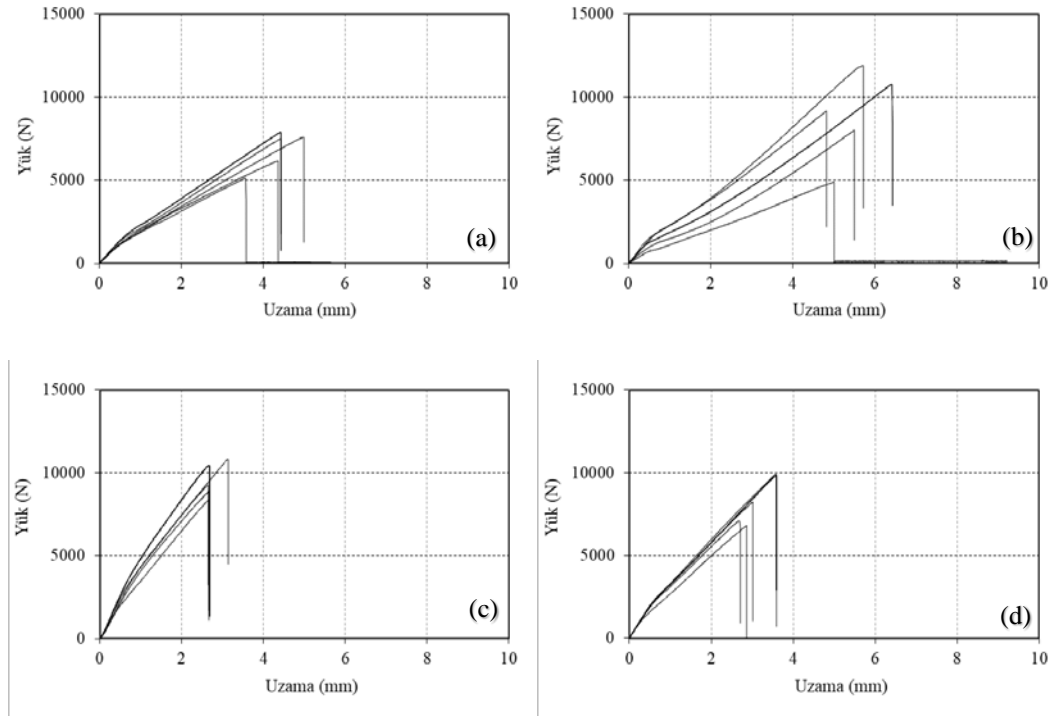 15000
10000
5000
0
Yük (N)
0 2 4 6 8 10
Uzama (mm)
(a)
15000
10000
5000
0
Yük (N)
0 2 4 6 8 10
Uzama (mm)
(b)
15000
10000
5000
0
Yük (N)
0 2 4 6 8 10
Uzama (mm)
(c)
15000
10000
5000
0
Yük (N)
0 2 4 6 8 10
Uzama (mm)
(d)